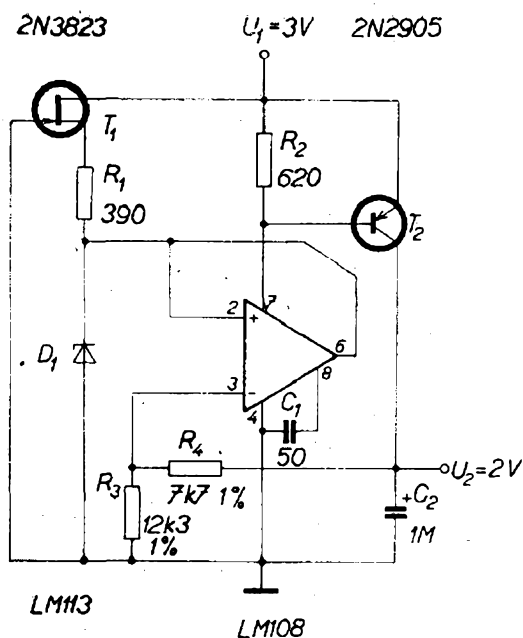 2N3823
U₁=3V
2N2905
T₁
R₁
390
R₂
620
T₂
7
2
+
6
D₁
8
3
-
4
C₁
50
R₄
7k7 1%
U₂=2V
R₃
12k3
1%
+C₂
1M
LM113
LM108